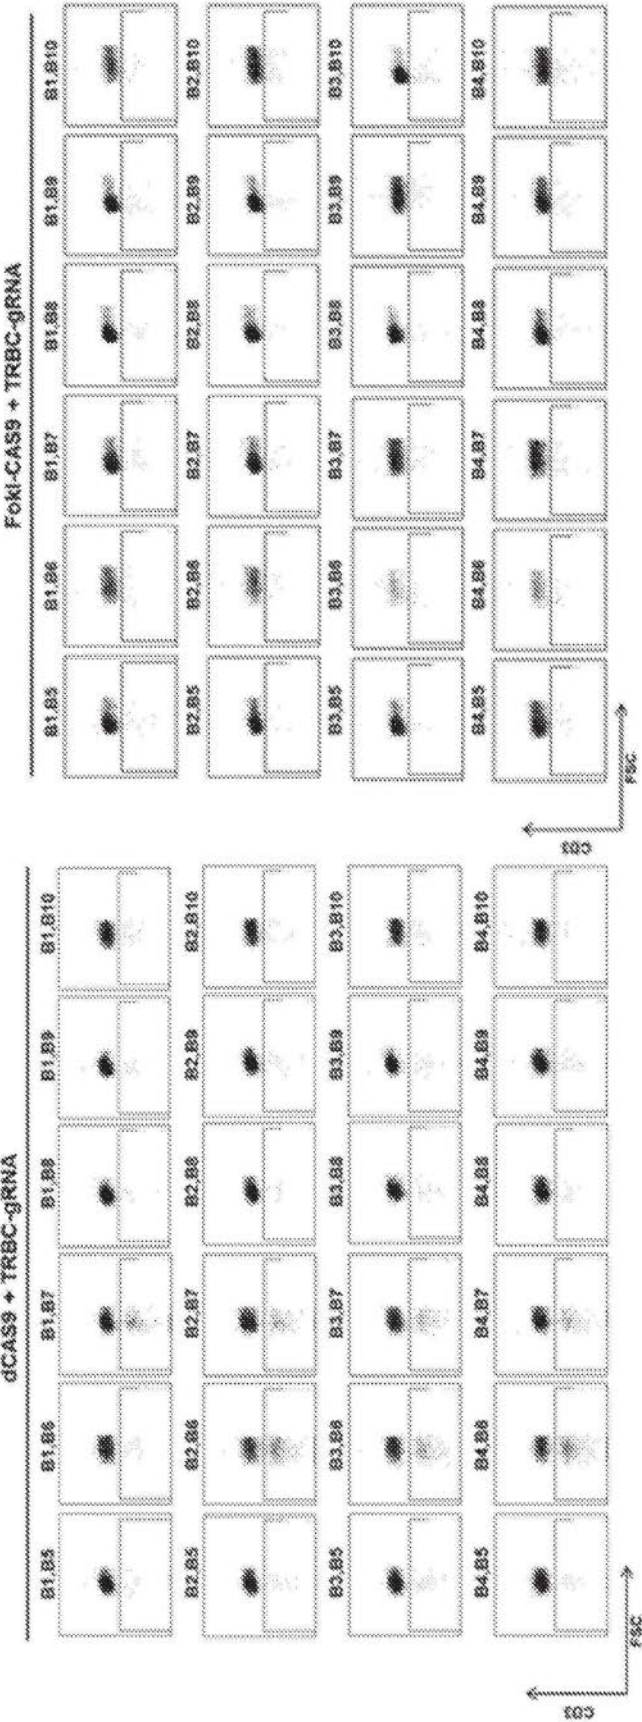 dCAS9 + TRBC-gRNA
B1,B5 B1,B6 B1,B7 B1,B8 B1,B9 B1,B10
B2,B5 B2,B6 B2,B7 B2,B8 B2,B9 B2,B10
B3,B5 B3,B6 B3,B7 B3,B8 B3,B9 B3,B10
B4,B5 B4,B6 B4,B7 B4,B8 B4,B9 B4,B10
CD3
FSC
FokI-CAS9 + TRBC-gRNA
B1,B5 B1,B6 B1,B7 B1,B8 B1,B9 B1,B10
B2,B5 B2,B6 B2,B7 B2,B8 B2,B9 B2,B10
B3,B5 B3,B6 B3,B7 B3,B8 B3,B9 B3,B10
B4,B5 B4,B6 B4,B7 B4,B8 B4,B9 B4,B10
CD3
FSC